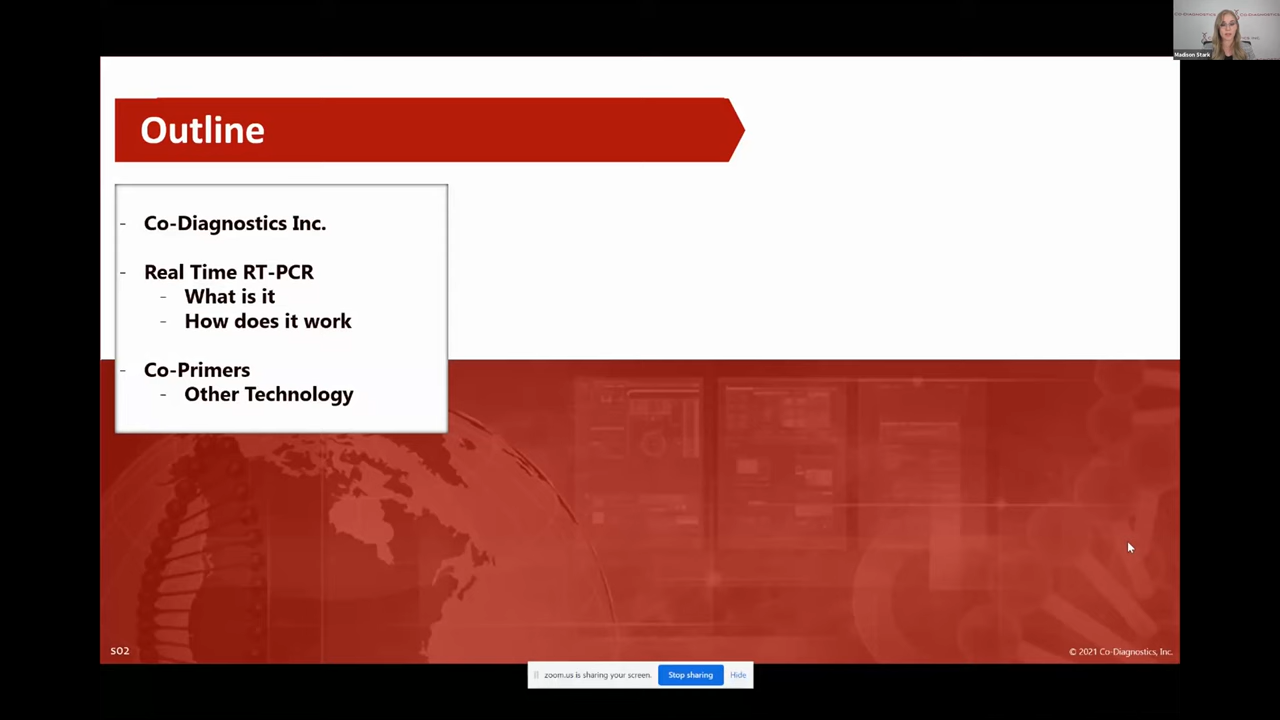 Madison Stark
Outline
- Co-Diagnostics Inc.
- Real Time RT-PCR
- What is it
- How does it work
- Co-Primers
- Other Technology
S02
© 2021 Co-Diagnostics, Inc.
zoom.us is sharing your screen.
Stop sharing
Hide